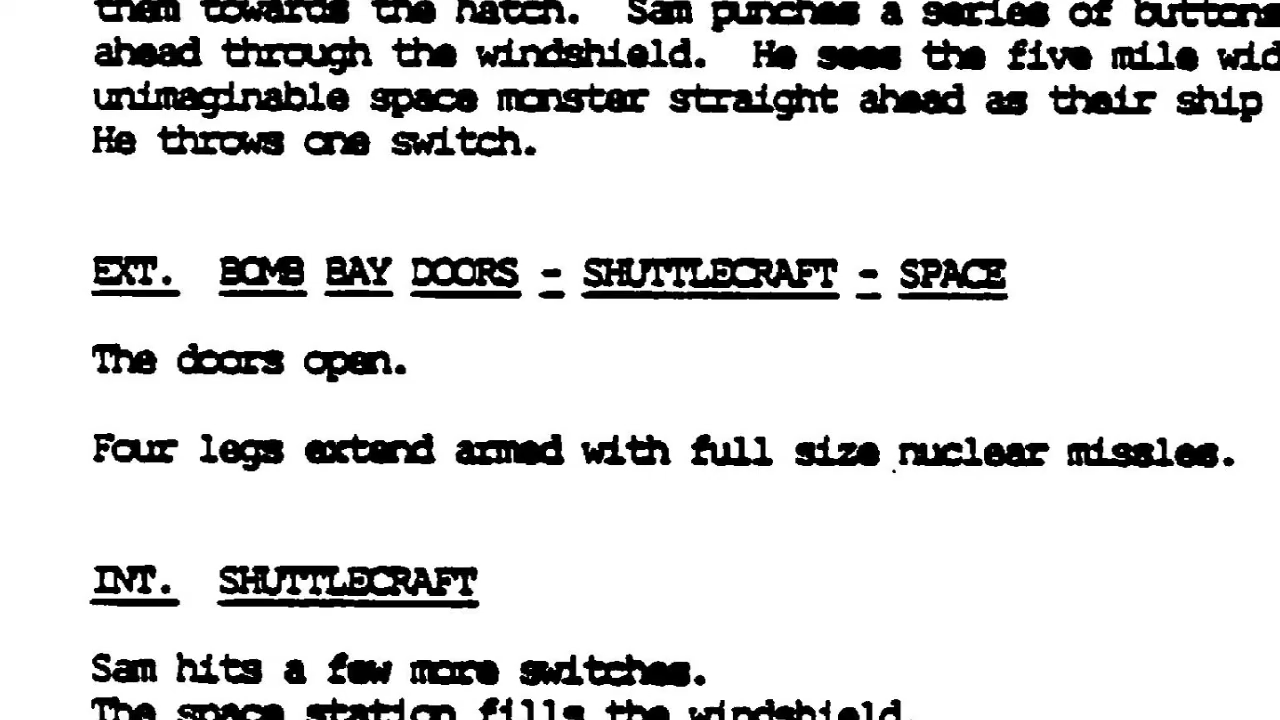 them towards the hatch.  Sam punches a series of buttons
ahead through the windshield.  He sees the five mile wid
unimaginable space monster straight ahead as their ship
He throws one switch.
EXT.  BOMB BAY DOORS - SHUTTLECRAFT - SPACE
The doors open.
Four legs extend armed with full size nuclear missles.
INT.  SHUTTLECRAFT
Sam hits a few more switches.
The space station fills the windshield.